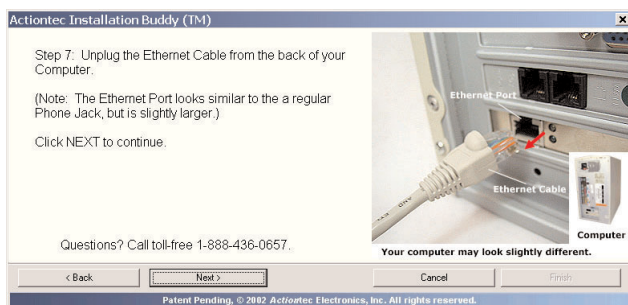 Actiontec Installation Buddy (TM)
Step 7: Unplug the Ethernet Cable from the back of your
Computer.
(Note: The Ethernet Port looks similar to the a regular
Phone Jack, but is slightly larger.)
Click NEXT to continue.
Questions? Call toll-free 1-888-436-0657.
Ethernet Port
Ethernet Cable
Computer
Your computer may look slightly different.
< Back
Next >
Cancel
Finish
Patent Pending, © 2002 Actiontec Electronics, Inc. All rights reserved.